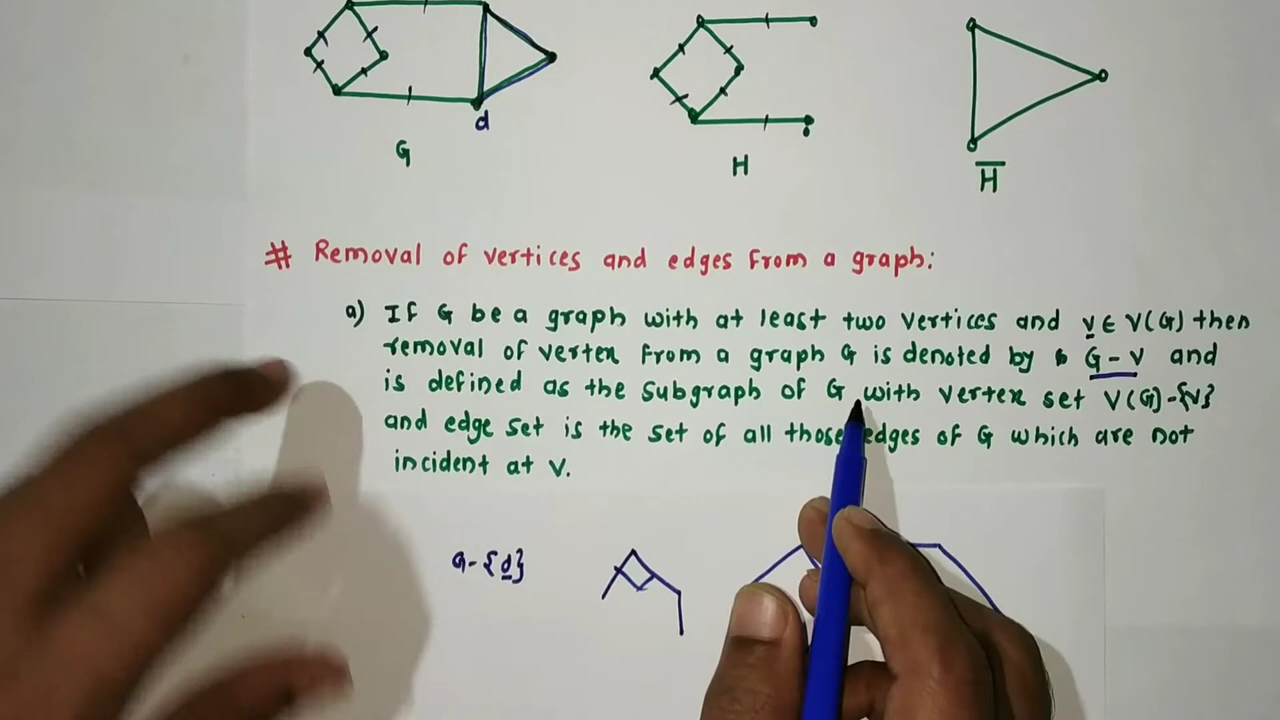 d
G
H
H̅
# Removal of vertices and edges from a graph:
a) If G be a graph with at least two vertices and v ∈ V(G) then
removal of vertex from a graph G is denoted by G-v and
is defined as the subgraph of G with vertex set V(G)-{v}
and edge set is the set of all those edges of G which are not
incident at v.
G-{d}